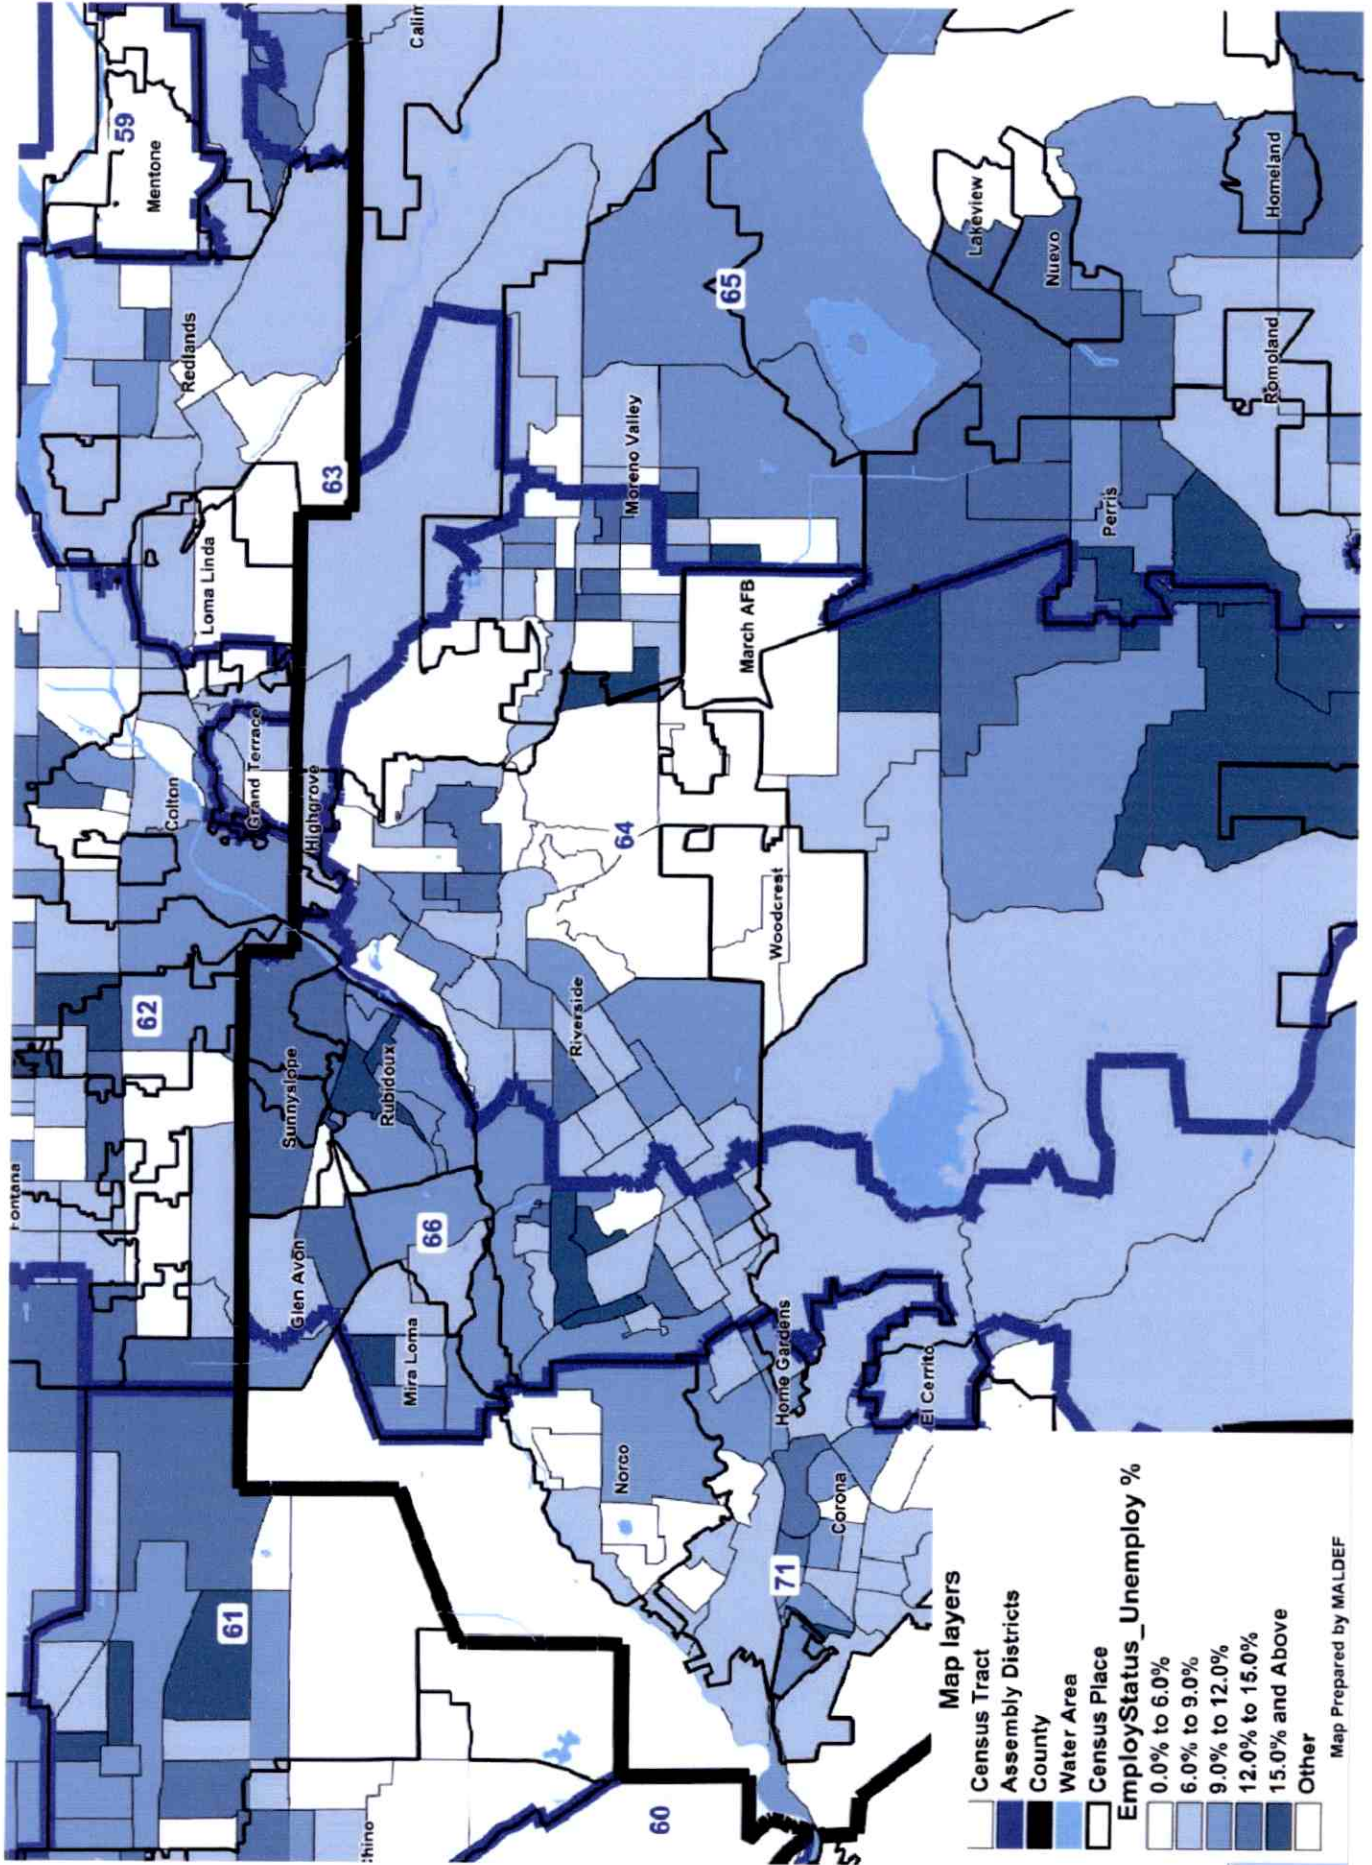 59
Mentone
Calim
Redlands
63
Loma Linda
Colton
Grand Terrace
Highgrove
62
Fontana
Sunnyslope
Rubidoux
Glen Avon
66
Mira Loma
61
hino
60
65
Lakeview
Nuevo
Homeland
Romoland
Moreno Valley
Perris
March AFB
64
Woodcrest
Riverside
Home Gardens
El Cerrito
Norco
Corona
71
Map layers
Census Tract
Assembly Districts
County
Water Area
Census Place
EmployStatus_Unemploy %
0.0% to 6.0%
6.0% to 9.0%
9.0% to 12.0%
12.0% to 15.0%
15.0% and Above
Other
Map Prepared by MALDEF